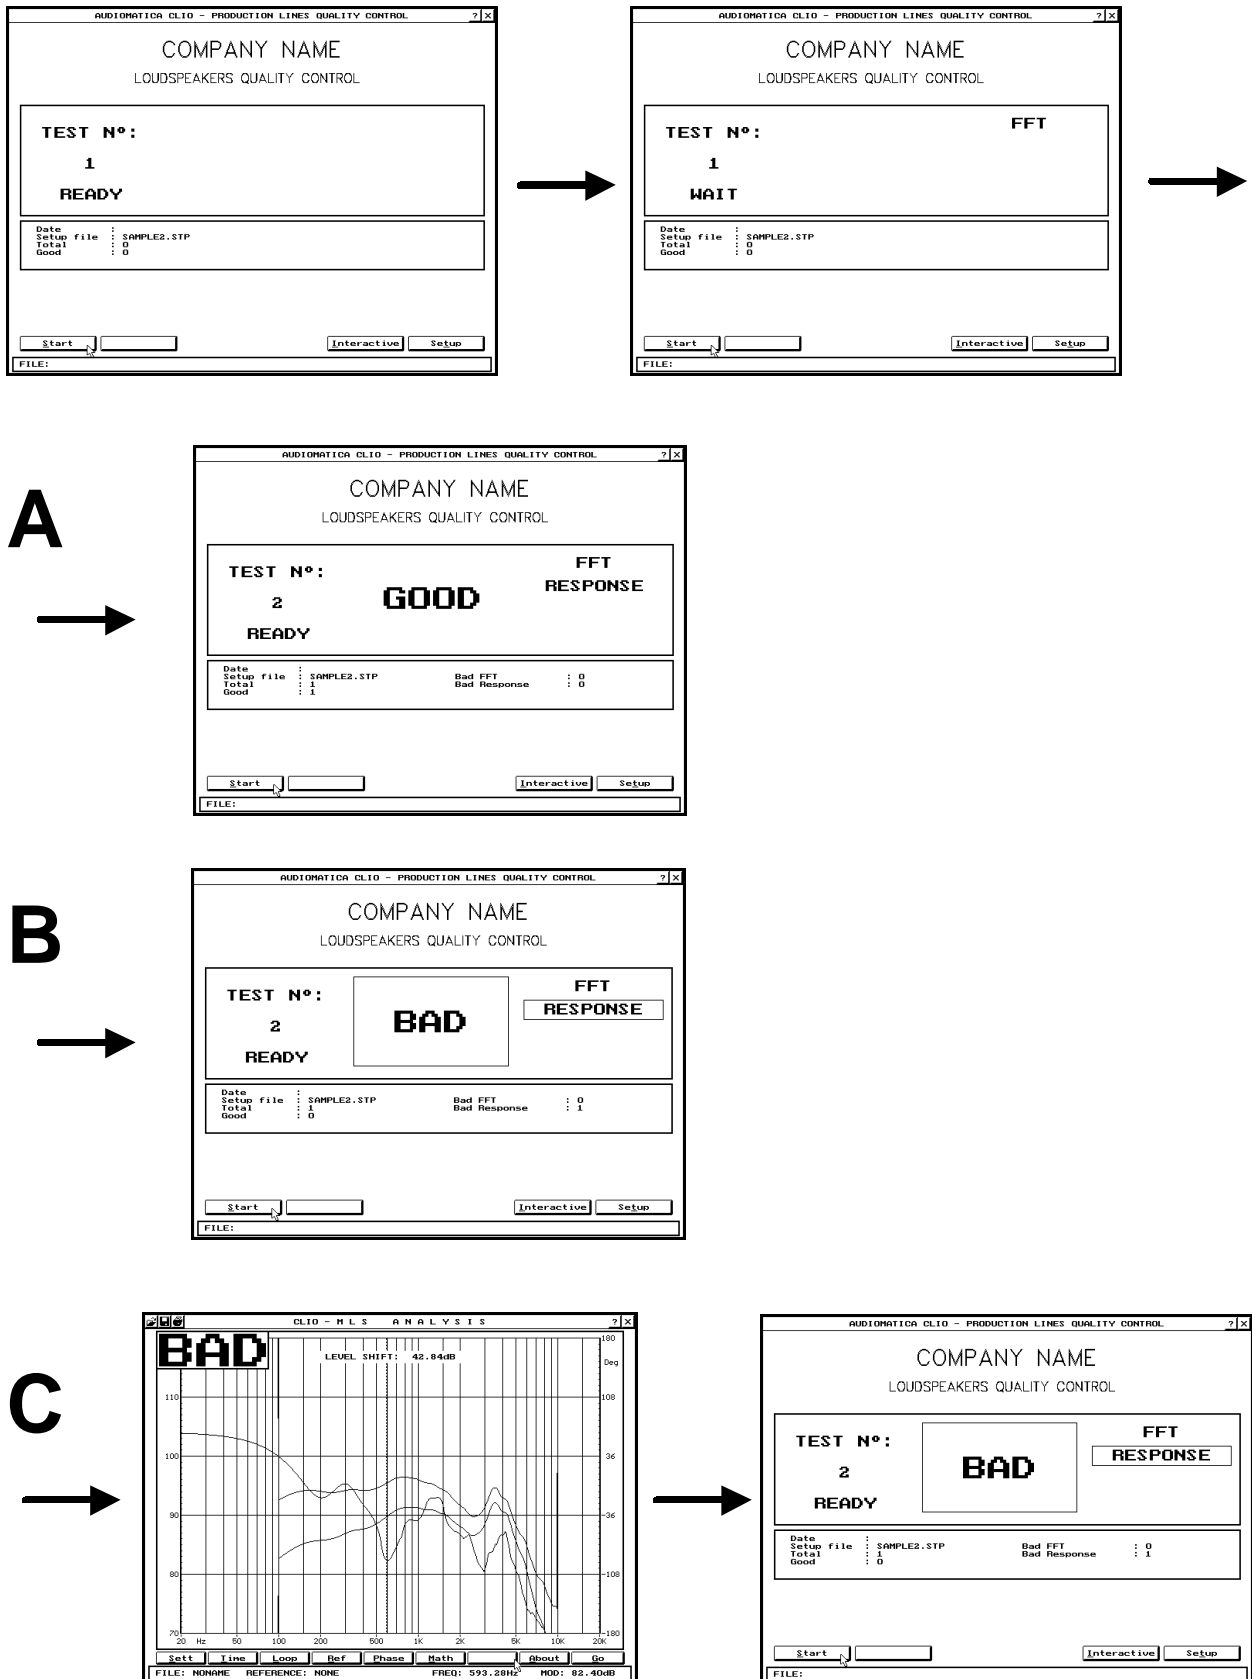 AUDIOMATICA CLIO - PRODUCTION LINES QUALITY CONTROL ? ×
COMPANY NAME
LOUDSPEAKERS QUALITY CONTROL
TEST Nº:
1
READY
Date :
Setup file : SAMPLE2.STP
Total : 0
Good : 0
Start Interactive Setup
FILE:
AUDIOMATICA CLIO - PRODUCTION LINES QUALITY CONTROL ? ×
COMPANY NAME
LOUDSPEAKERS QUALITY CONTROL
TEST Nº: FFT
1
WAIT
Date :
Setup file : SAMPLE2.STP
Total : 0
Good : 0
Start Interactive Setup
FILE:
A
AUDIOMATICA CLIO - PRODUCTION LINES QUALITY CONTROL ? ×
COMPANY NAME
LOUDSPEAKERS QUALITY CONTROL
TEST Nº: FFT
RESPONSE
2 GOOD
READY
Date :
Setup file : SAMPLE2.STP Bad FFT : 0
Total : 1 Bad Response : 0
Good : 1
Start Interactive Setup
FILE:
B
AUDIOMATICA CLIO - PRODUCTION LINES QUALITY CONTROL ? ×
COMPANY NAME
LOUDSPEAKERS QUALITY CONTROL
TEST Nº: FFT
RESPONSE
2 BAD
READY
Date :
Setup file : SAMPLE2.STP Bad FFT : 0
Total : 1 Bad Response : 1
Good : 0
Start Interactive Setup
FILE:
C
CLIO - MLS ANALYSIS ? ×
BAD
LEVEL SHIFT: 42.84dB
180
Deg
110 108
100 36
90 -36
80 -108
70 -180
20 Hz 50 100 200 500 1K 2K 5K 10K 20K
Sett Time Loop Ref Phase Math About Go
FILE: NONAME REFERENCE: NONE FREQ: 593.28Hz MOD: 82.40dB
AUDIOMATICA CLIO - PRODUCTION LINES QUALITY CONTROL ? ×
COMPANY NAME
LOUDSPEAKERS QUALITY CONTROL
TEST Nº: FFT
RESPONSE
2 BAD
READY
Date :
Setup file : SAMPLE2.STP Bad FFT : 0
Total : 1 Bad Response : 1
Good : 0
Start Interactive Setup
FILE: